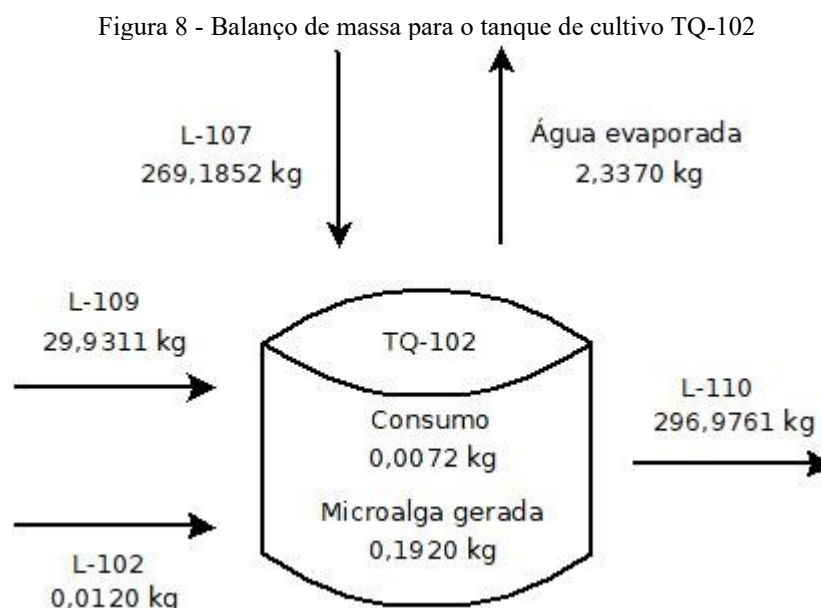 Figura 8 - Balanço de massa para o tanque de cultivo TQ-102
L-107
269,1852 kg
Água evaporada
2,3370 kg
L-109
29,9311 kg
TQ-102
Consumo
0,0072 kg
Microalga gerada
0,1920 kg
L-110
296,9761 kg
L-102
0,0120 kg